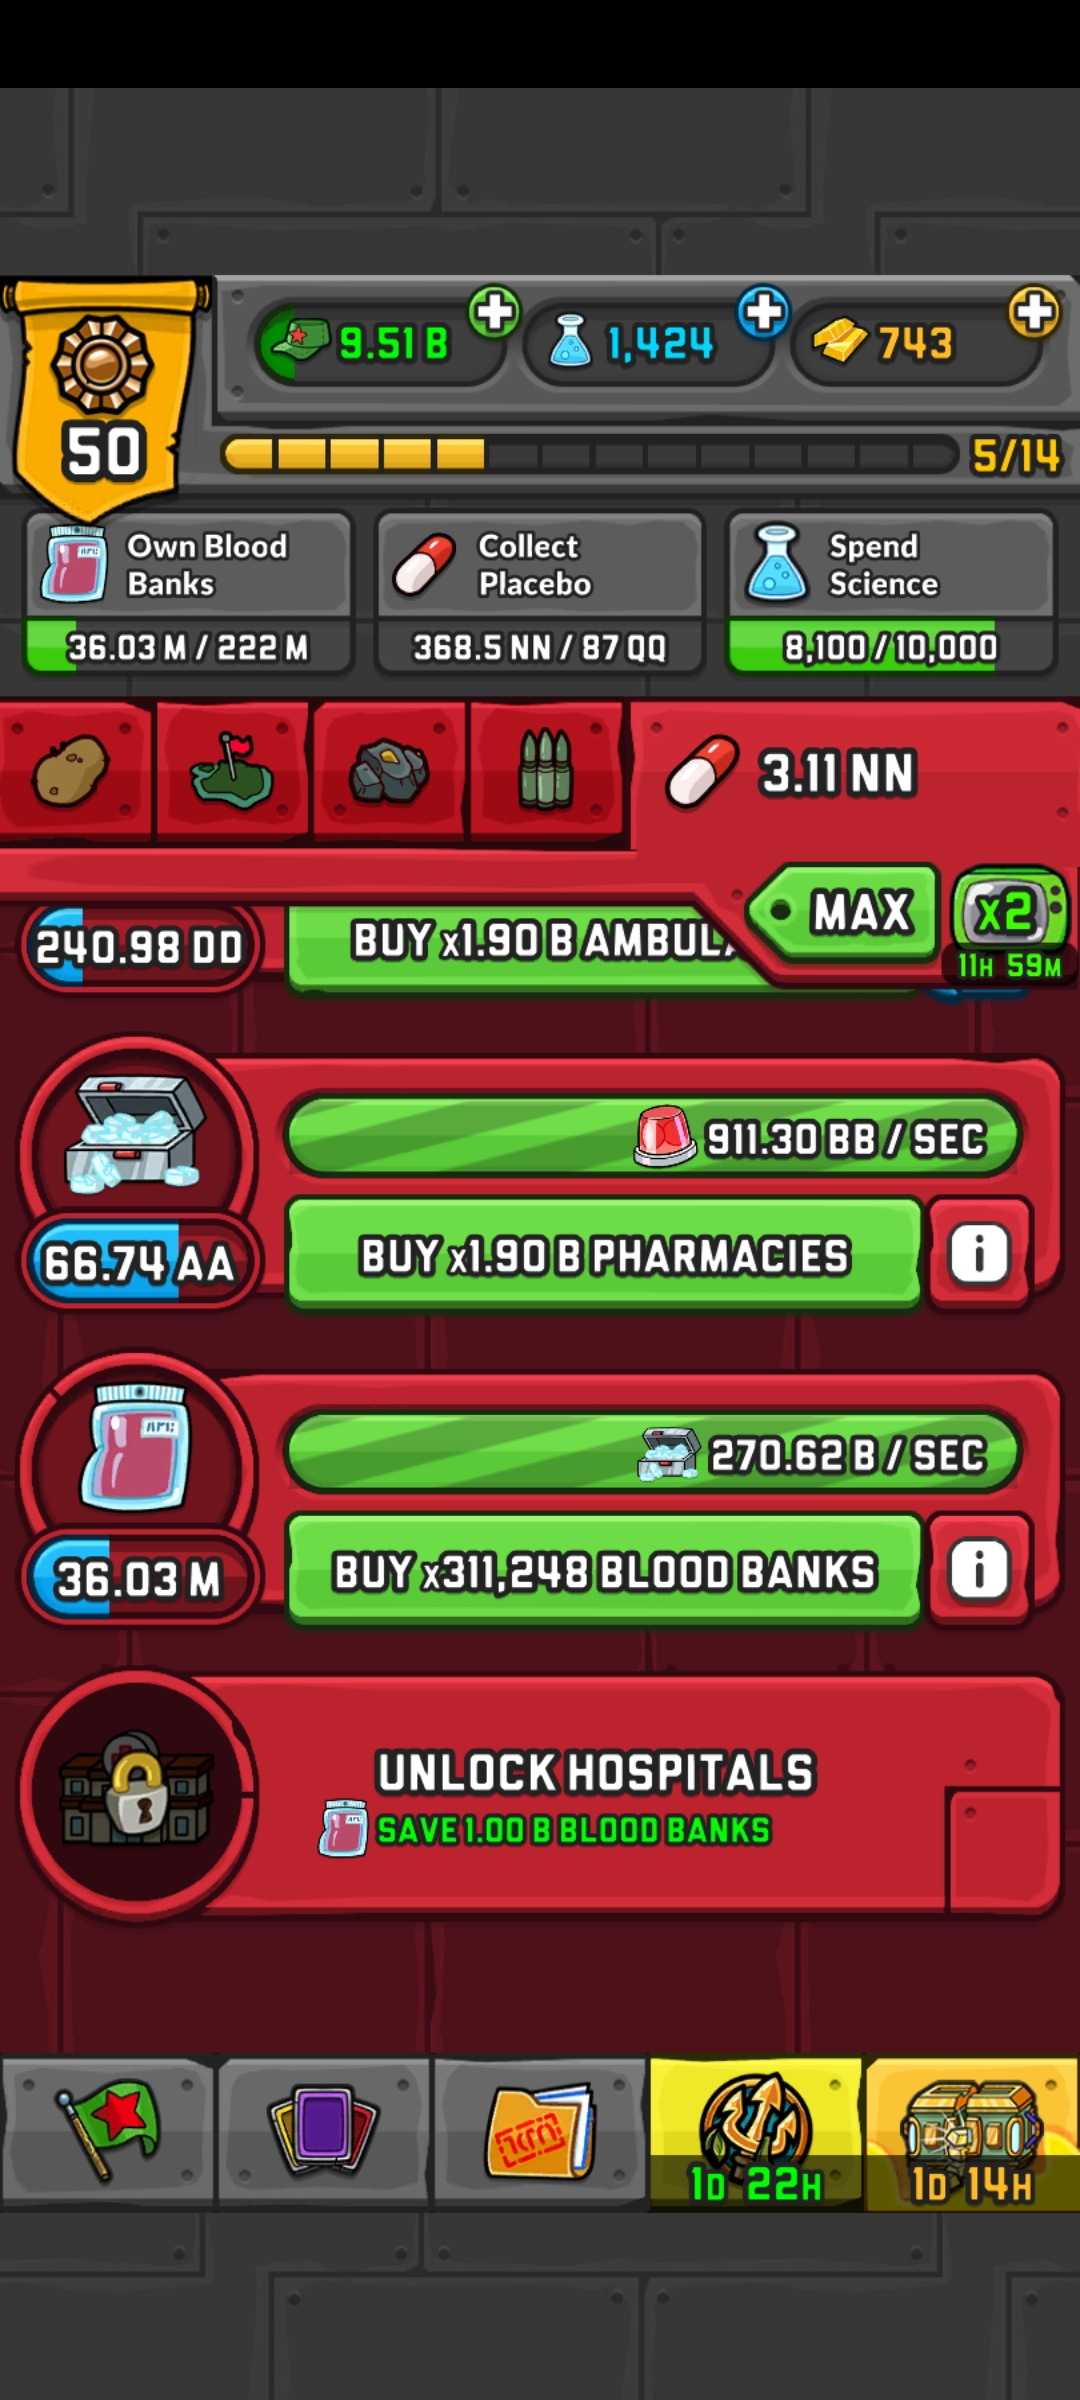 9.51 B
1,424
743
50
5/14
Own Blood
Banks
36.03 M / 222 M
Collect
Placebo
368.5 NN / 87 QQ
Spend
Science
8,100 / 10,000
3.11 NN
MAX
x2
11H 59M
240.98 DD
BUY x1.90 B AMBUL
911.30 BB / SEC
66.74 AA
BUY x1.90 B PHARMACIES
i
270.62 B / SEC
36.03 M
BUY x311,248 BLOOD BANKS
i
UNLOCK HOSPITALS
SAVE 1.00 B BLOOD BANKS
1D 22H
1D 14H